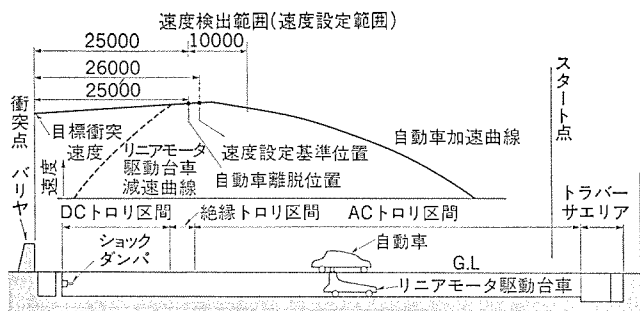 速度検出範囲(速度設定範囲)
25000
10000
26000
25000
スタート点
衝突点
バリヤ
目標衝突
速度
速度
リニアモータ
駆動台車
減速曲線
速度設定基準位置
自動車離脱位置
自動車加速曲線
DCトロリ区間
絶縁トロリ区間
ACトロリ区間
トラバー
サエリア
ショック
ダンパ
自動車
G.L
リニアモータ駆動台車